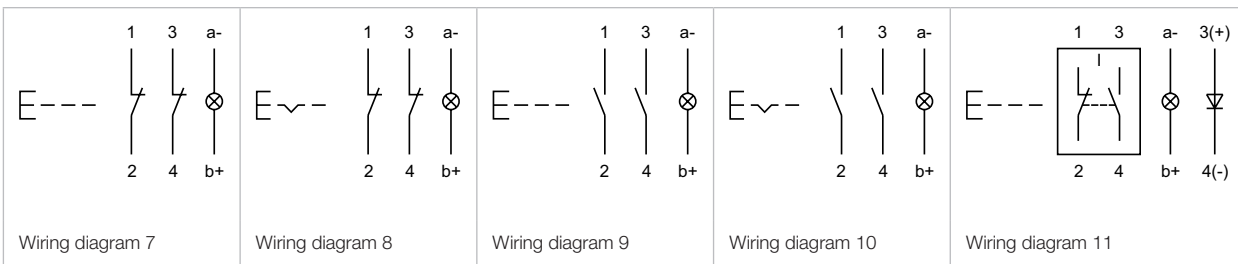 1 3 a-
2 4 b+
Wiring diagram 7
1 3 a-
2 4 b+
Wiring diagram 8
1 3 a-
2 4 b+
Wiring diagram 9
1 3 a-
2 4 b+
Wiring diagram 10
1 3 a- 3(+)
2 4 b+ 4(-)
Wiring diagram 11